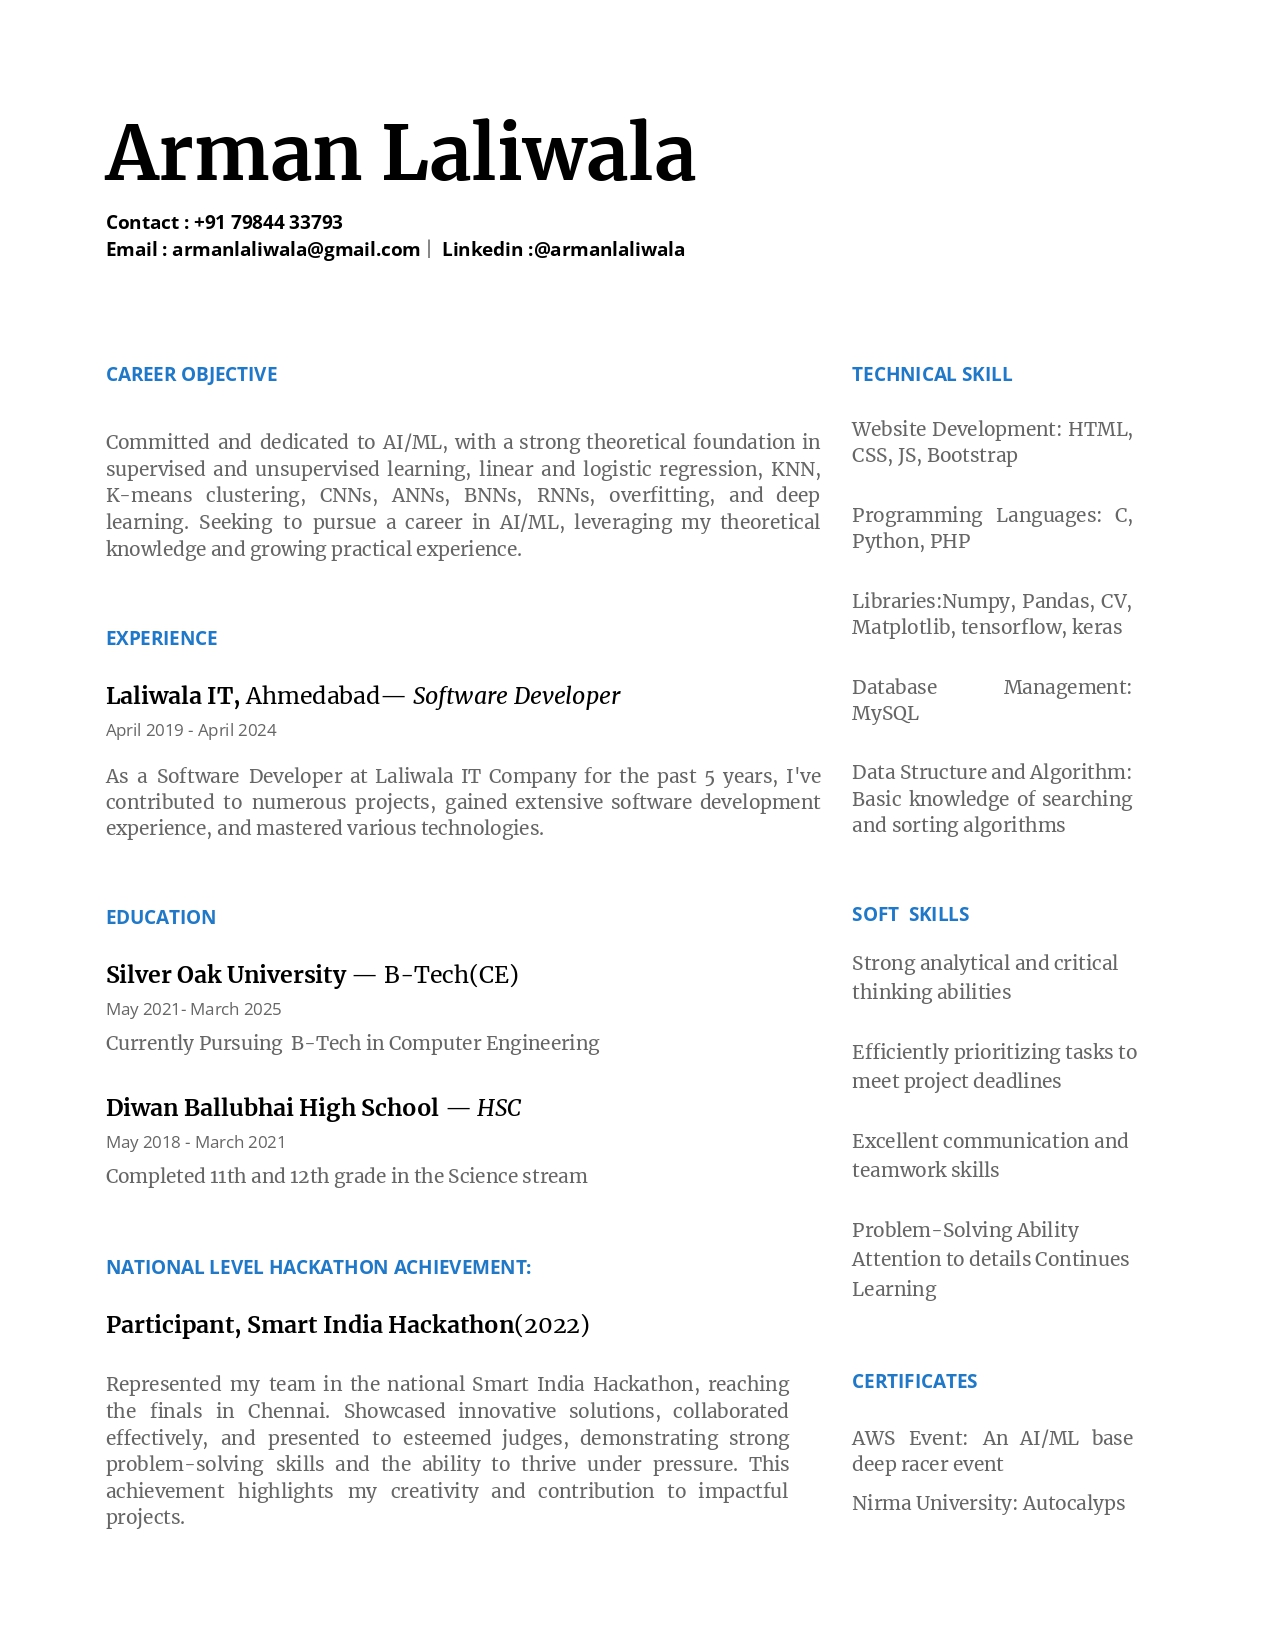 Arman Laliwala
Contact : +91 79844 33793
Email : armanlaliwala@gmail.com | Linkedin :@armanlaliwala
CAREER OBJECTIVE
Committed and dedicated to AI/ML, with a strong theoretical foundation in
supervised and unsupervised learning, linear and logistic regression, KNN,
K-means clustering, CNNs, ANNs, BNNs, RNNs, overfitting, and deep
learning. Seeking to pursue a career in AI/ML, leveraging my theoretical
knowledge and growing practical experience.
EXPERIENCE
Laliwala IT, Ahmedabad— Software Developer
April 2019 - April 2024
As a Software Developer at Laliwala IT Company for the past 5 years, I've
contributed to numerous projects, gained extensive software development
experience, and mastered various technologies.
EDUCATION
Silver Oak University — B-Tech(CE)
May 2021- March 2025
Currently Pursuing B-Tech in Computer Engineering
Diwan Ballubhai High School — HSC
May 2018 - March 2021
Completed 11th and 12th grade in the Science stream
NATIONAL LEVEL HACKATHON ACHIEVEMENT:
Participant, Smart India Hackathon(2022)
Represented my team in the national Smart India Hackathon, reaching
the finals in Chennai. Showcased innovative solutions, collaborated
effectively, and presented to esteemed judges, demonstrating strong
problem-solving skills and the ability to thrive under pressure. This
achievement highlights my creativity and contribution to impactful
projects.
TECHNICAL SKILL
Website Development: HTML,
CSS, JS, Bootstrap
Programming Languages: C,
Python, PHP
Libraries:Numpy, Pandas, CV,
Matplotlib, tensorflow, keras
Database Management:
MySQL
Data Structure and Algorithm:
Basic knowledge of searching
and sorting algorithms
SOFT SKILLS
Strong analytical and critical
thinking abilities
Efficiently prioritizing tasks to
meet project deadlines
Excellent communication and
teamwork skills
Problem-Solving Ability
Attention to details Continues
Learning
CERTIFICATES
AWS Event: An AI/ML base
deep racer event
Nirma University: Autocalyps